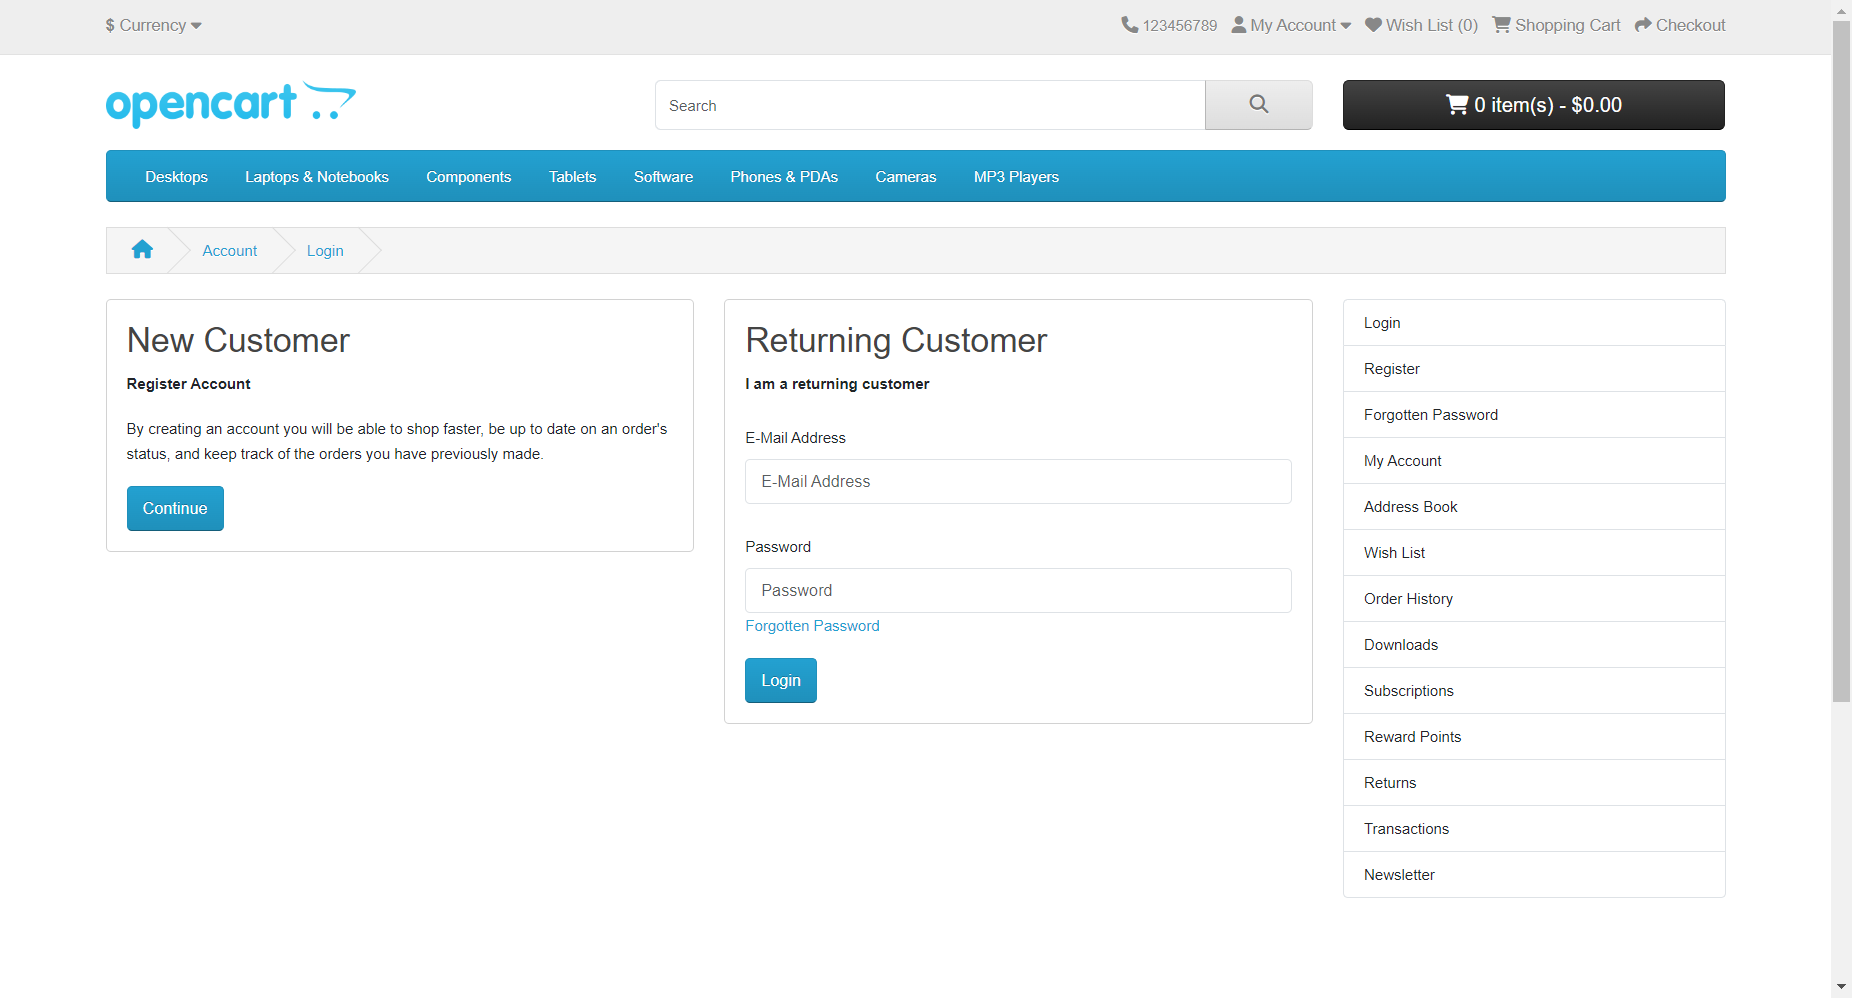 $ Currency
123456789 My Account Wish List (0) Shopping Cart Checkout
opencart
Search
0 item(s) - $0.00
Desktops Laptops & Notebooks Components Tablets Software Phones & PDAs Cameras MP3 Players
Account Login
New Customer
Register Account
By creating an account you will be able to shop faster, be up to date on an order's
status, and keep track of the orders you have previously made.
Continue
Returning Customer
I am a returning customer
E-Mail Address
E-Mail Address
Password
Password
Forgotten Password
Login
Login
Register
Forgotten Password
My Account
Address Book
Wish List
Order History
Downloads
Subscriptions
Reward Points
Returns
Transactions
Newsletter